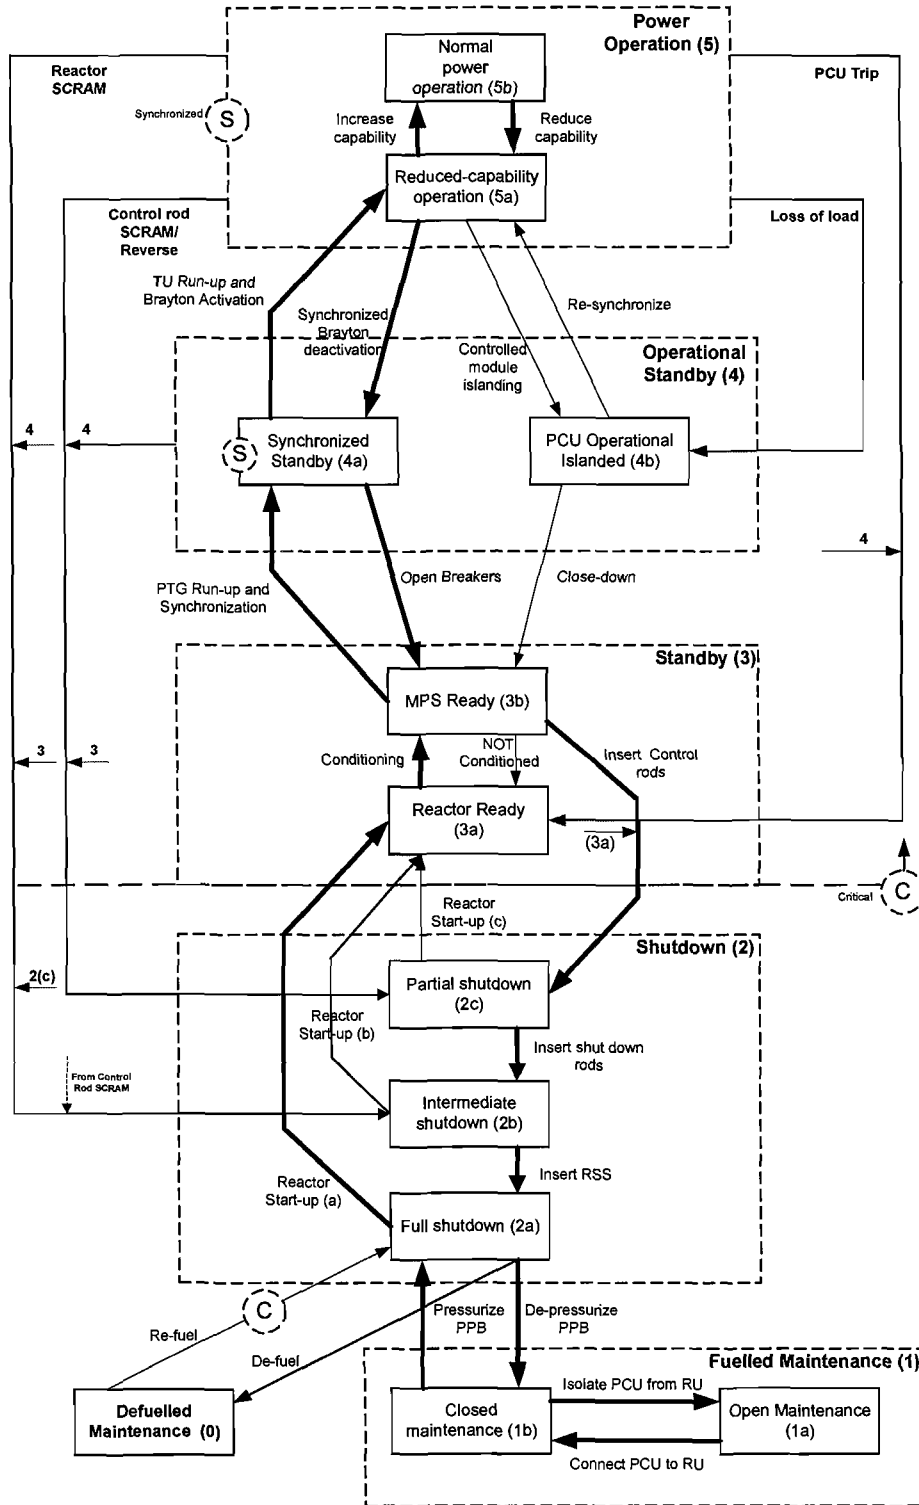 Power
Operation (5)
Normal
power
operation (5b)
Reactor
SCRAM
PCU Trip
Synchronized
S
Increase
capability
Reduce
capability
Reduced-capability
operation (5a)
Control rod
SCRAM/
Reverse
Loss of load
TU Run-up and
Brayton Activation
Synchronized
Brayton
deactivation
Re-synchronize
Controlled
module
islanding
Operational
Standby (4)
4
4
S
Synchronized
Standby (4a)
PCU Operational
Islanded (4b)
4
PTG Run-up and
Synchronization
Open Breakers
Close-down
Standby (3)
MPS Ready (3b)
3
3
Conditioning
NOT
Conditioned
Insert Control
rods
Reactor Ready
(3a)
(3a)
Critical
C
Reactor
Start-up (c)
Shutdown (2)
2(c)
Partial shutdown
(2c)
Reactor
Start-up (b)
Insert shut down
rods
From Control
Rod SCRAM
Intermediate
shutdown (2b)
Reactor
Start-up (a)
Insert RSS
Full shutdown (2a)
C
Re-fuel
De-fuel
Pressurize
PPB
De-pressurize
PPB
Fuelled Maintenance (1)
Defuelled
Maintenance (0)
Closed
maintenance (1b)
Isolate PCU from RU
Open Maintenance
(1a)
Connect PCU to RU